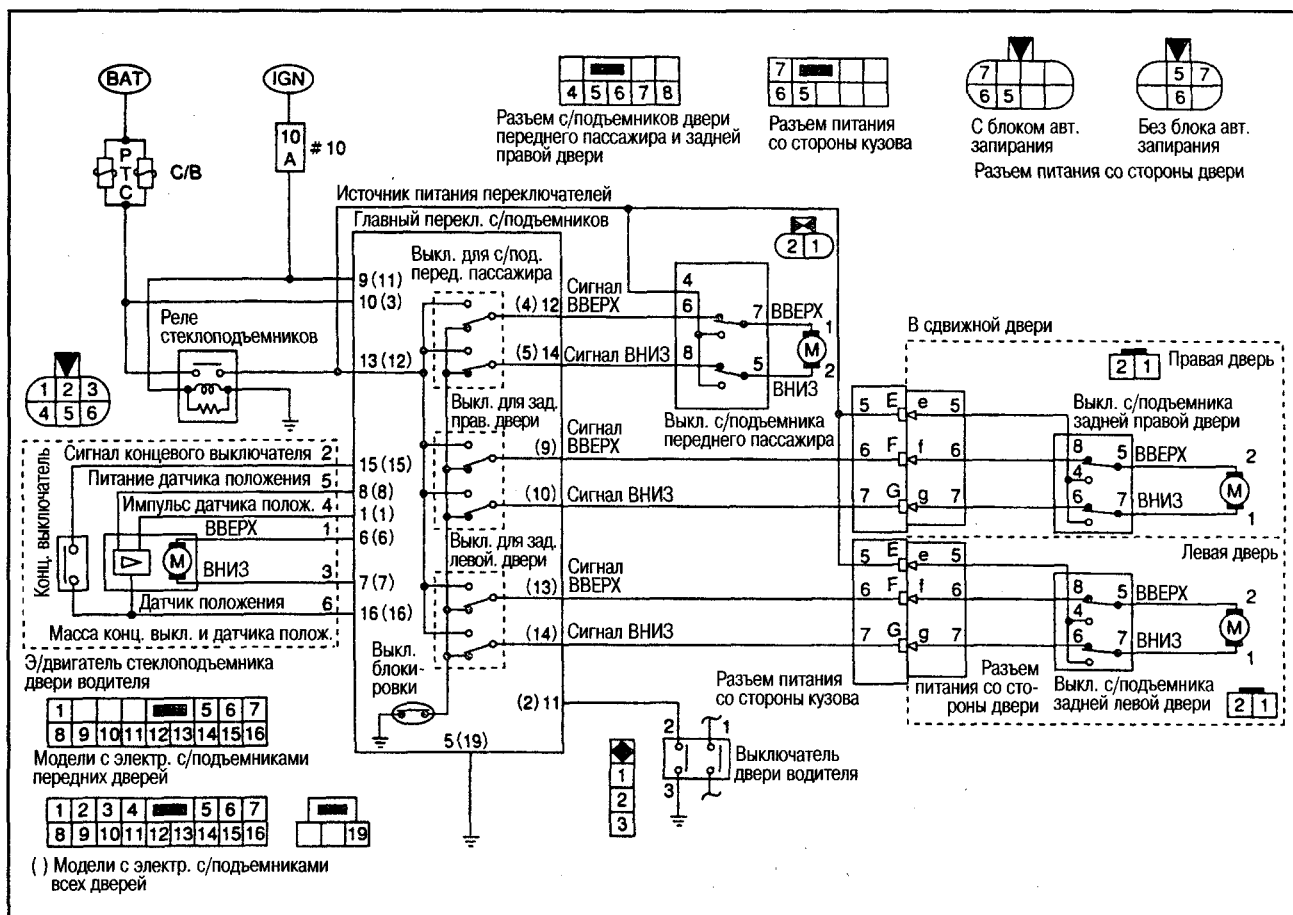 BAT
IGN
10 A
# 10
P T C
С/В
4 5 6 7 8
Разъем с/подъемников двери
переднего пассажира и задней
правой двери
7
6 5
Разъем питания
со стороны кузова
7
6 5
С блоком авт.
запирания
5 7
6
Без блока авт.
запирания
Разъем питания со стороны двери
Источник питания переключателей
Главный перекл. с/подъемников
Выкл. для с/под.
перед. пассажира
9 (11)
10 (3)
13 (12)
Реле
стеклоподъемников
(4) 12
Сигнал
ВВЕРХ
(5) 14
Сигнал ВНИЗ
2 1
4
6
8
7
5
ВВЕРХ
ВНИЗ
1
M
2
Выкл. с/подъемника
переднего пассажира
1 2 3
4 5 6
Выкл. для зад.
прав. двери
(9)
Сигнал
ВВЕРХ
(10)
Сигнал ВНИЗ
В сдвижной двери
2 1
Правая дверь
Выкл. с/подъемника
задней правой двери
5 E e 5
6 F f 6
7 G g 7
8
4
6
5
7
ВВЕРХ
ВНИЗ
2
M
1
Конц. выключатель
Сигнал концевого выключателя 2
Питание датчика положения 5
Импульс датчика полож. 4
ВВЕРХ 1
M
ВНИЗ 3
Датчик положения 6
Масса конц. выкл. и датчика полож.
15 (15)
8 (8)
1 (1)
6 (6)
7 (7)
16 (16)
Э/двигатель стеклоподъемника
двери водителя
Выкл. для зад.
левой. двери
(13)
Сигнал
ВВЕРХ
(14)
Сигнал ВНИЗ
Левая дверь
5 E e 5
6 F f 6
7 G g 7
8
4
6
5
7
ВВЕРХ
ВНИЗ
2
M
1
Разъем питания
со стороны кузова
Разъем
питания со сто-
роны двери
Выкл. с/подъемника
задней левой двери
2 1
Выкл.
блоки-
ровки
(2) 11
5 (19)
2 1
3
Выключатель
двери водителя
1
2
3
1 5 6 7
8 9 10 11 12 13 14 15 16
Модели с электр. с/подъемниками
передних дверей
1 2 3 4 5 6 7
8 9 10 11 12 13 14 15 16
19
( ) Модели с электр. с/подъемниками
всех дверей